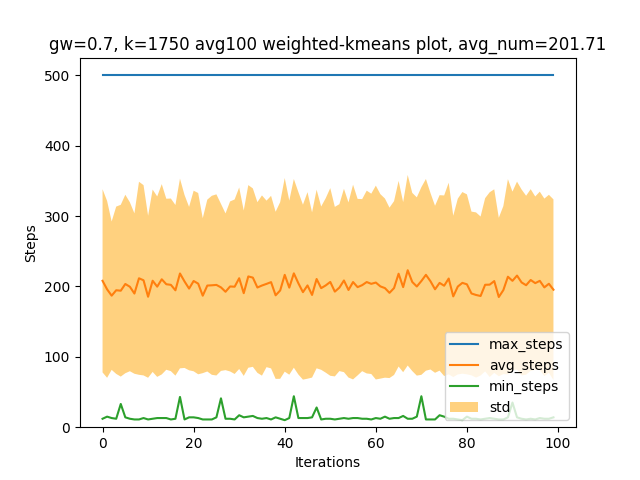 gw=0.7, k=1750 avg100 weighted-kmeans plot, avg_num=201.71
Steps
500
400
300
200
100
0
0 20 40 60 80 100
Iterations
max_steps
avg_steps
min_steps
std